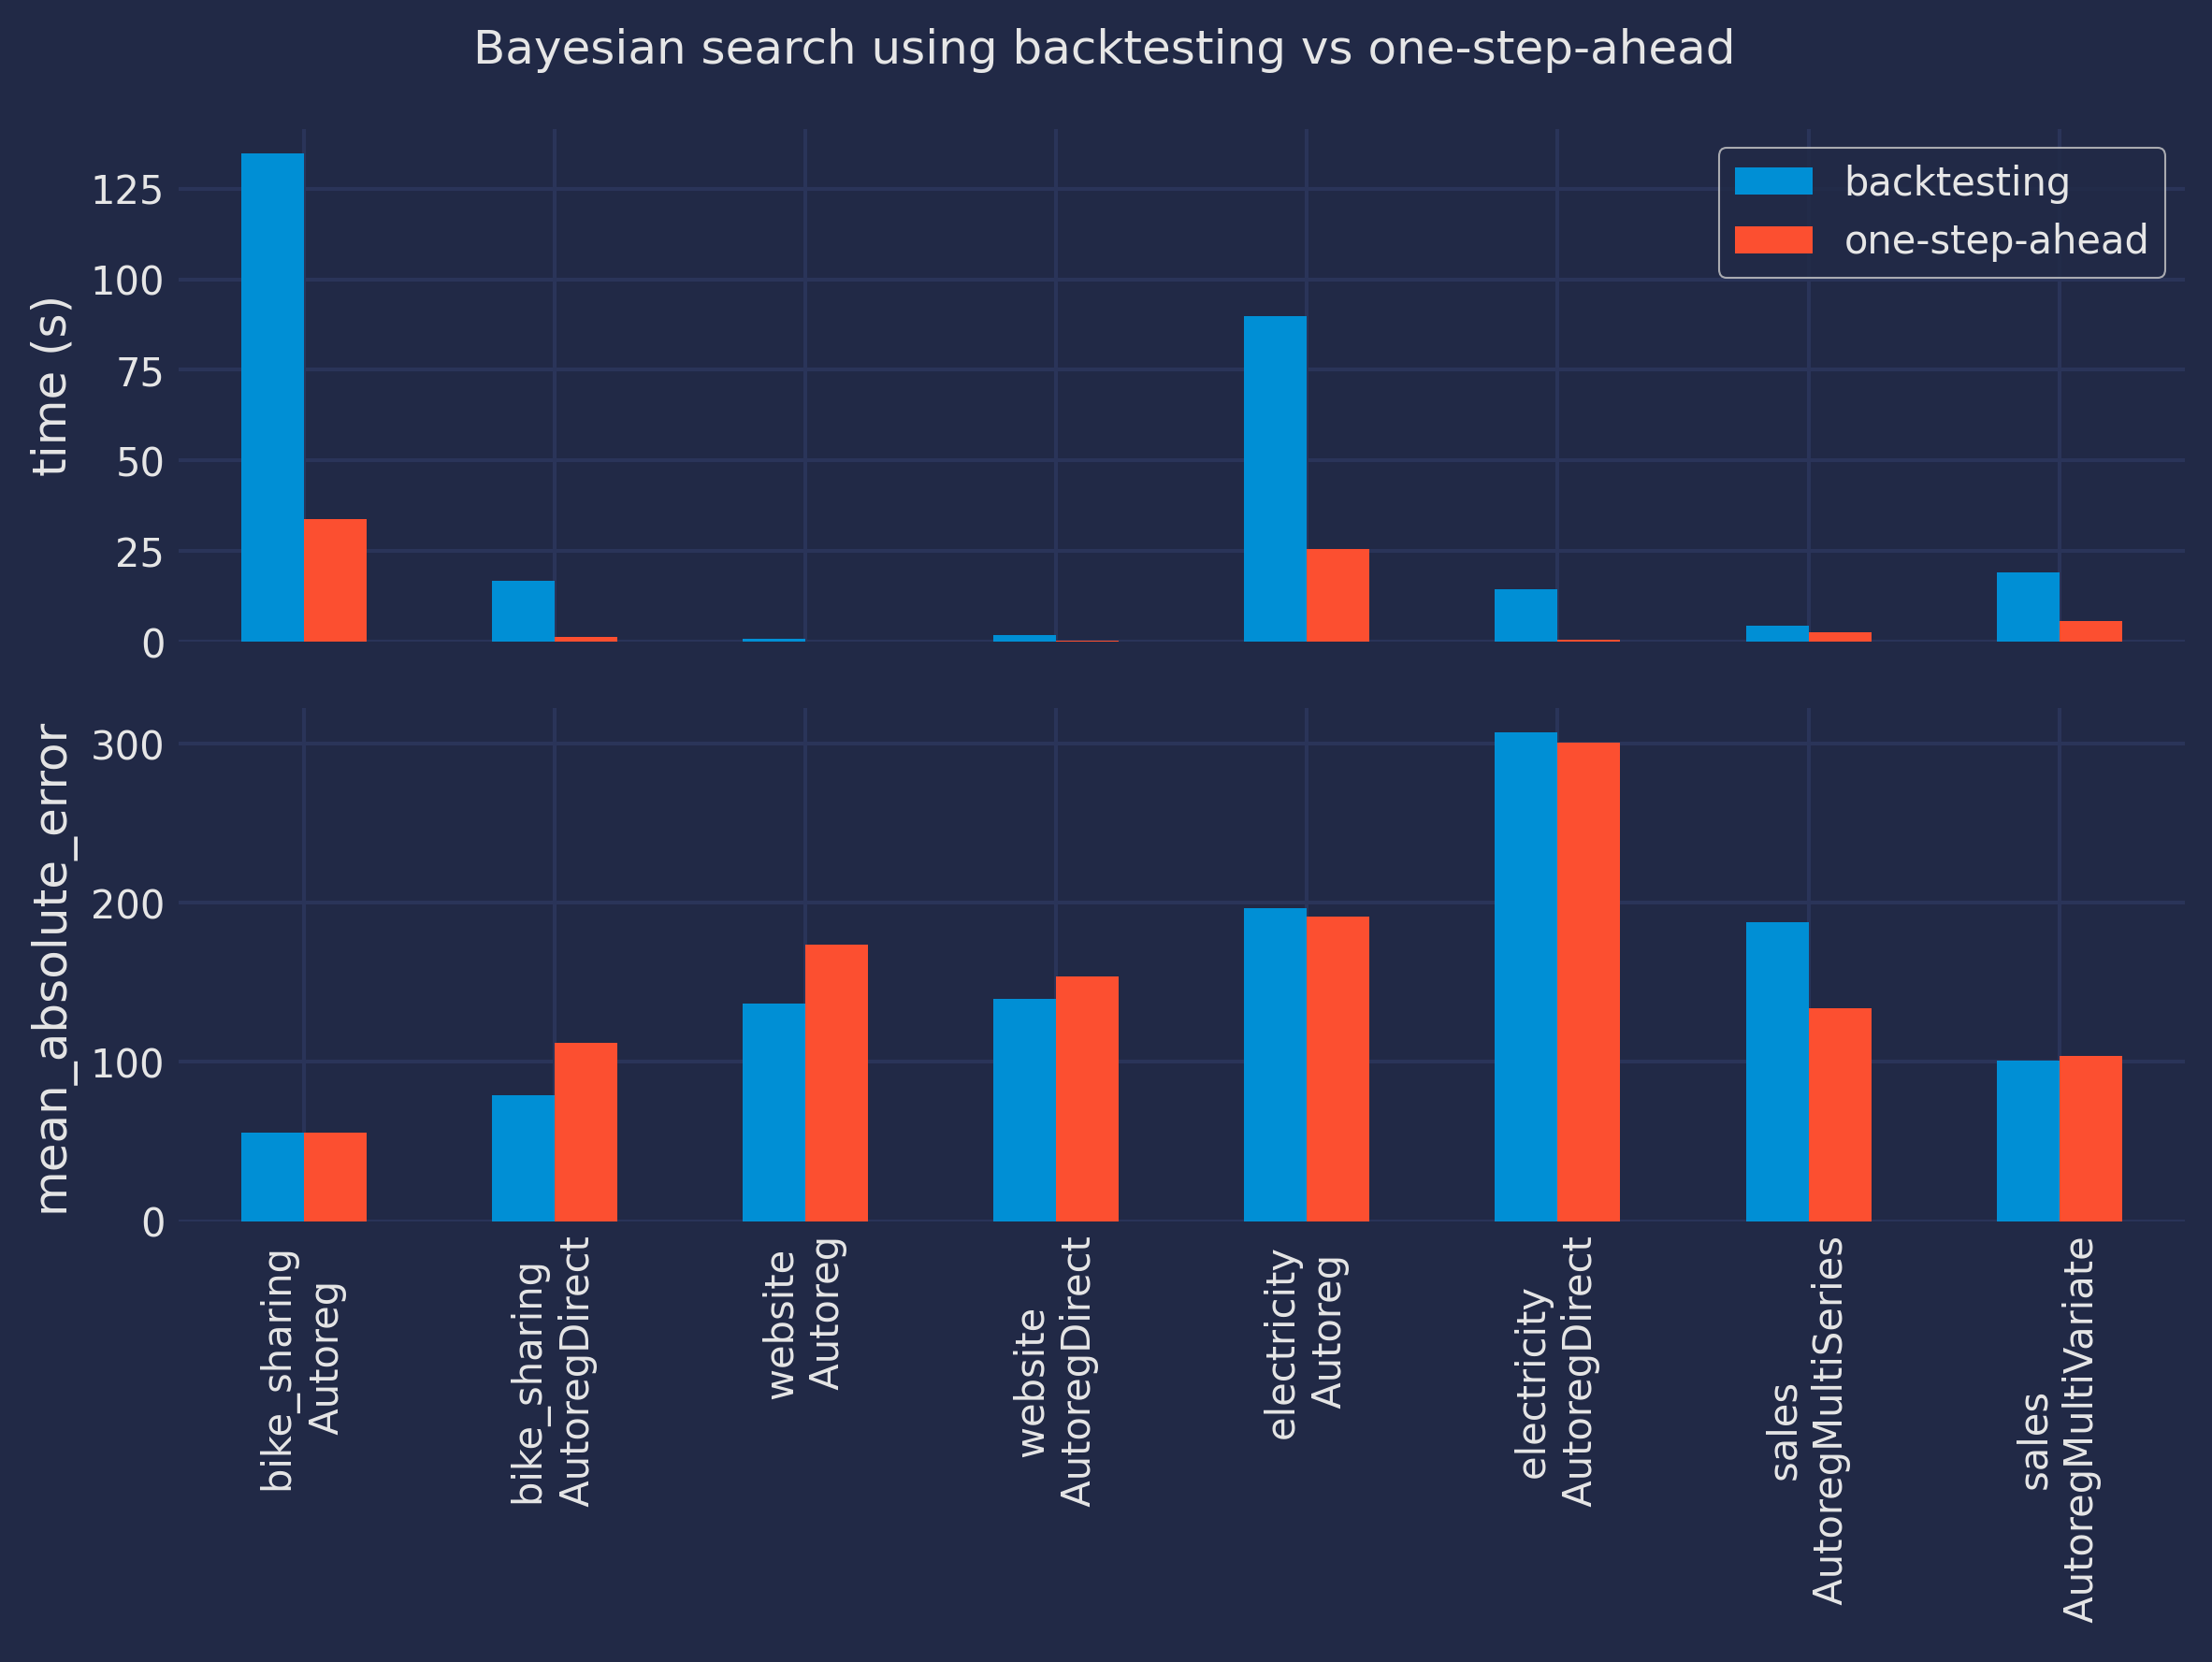 Bayesian search using backtesting vs one-step-ahead
time (s)
125
100
75
50
25
0
backtesting
one-step-ahead
mean_absolute_error
300
200
100
0
bike_sharing
Autoreg
bike_sharing
AutoregDirect
website
Autoreg
website
AutoregDirect
electricity
Autoreg
electricity
AutoregDirect
sales
AutoregMultiSeries
sales
AutoregMultiVariate